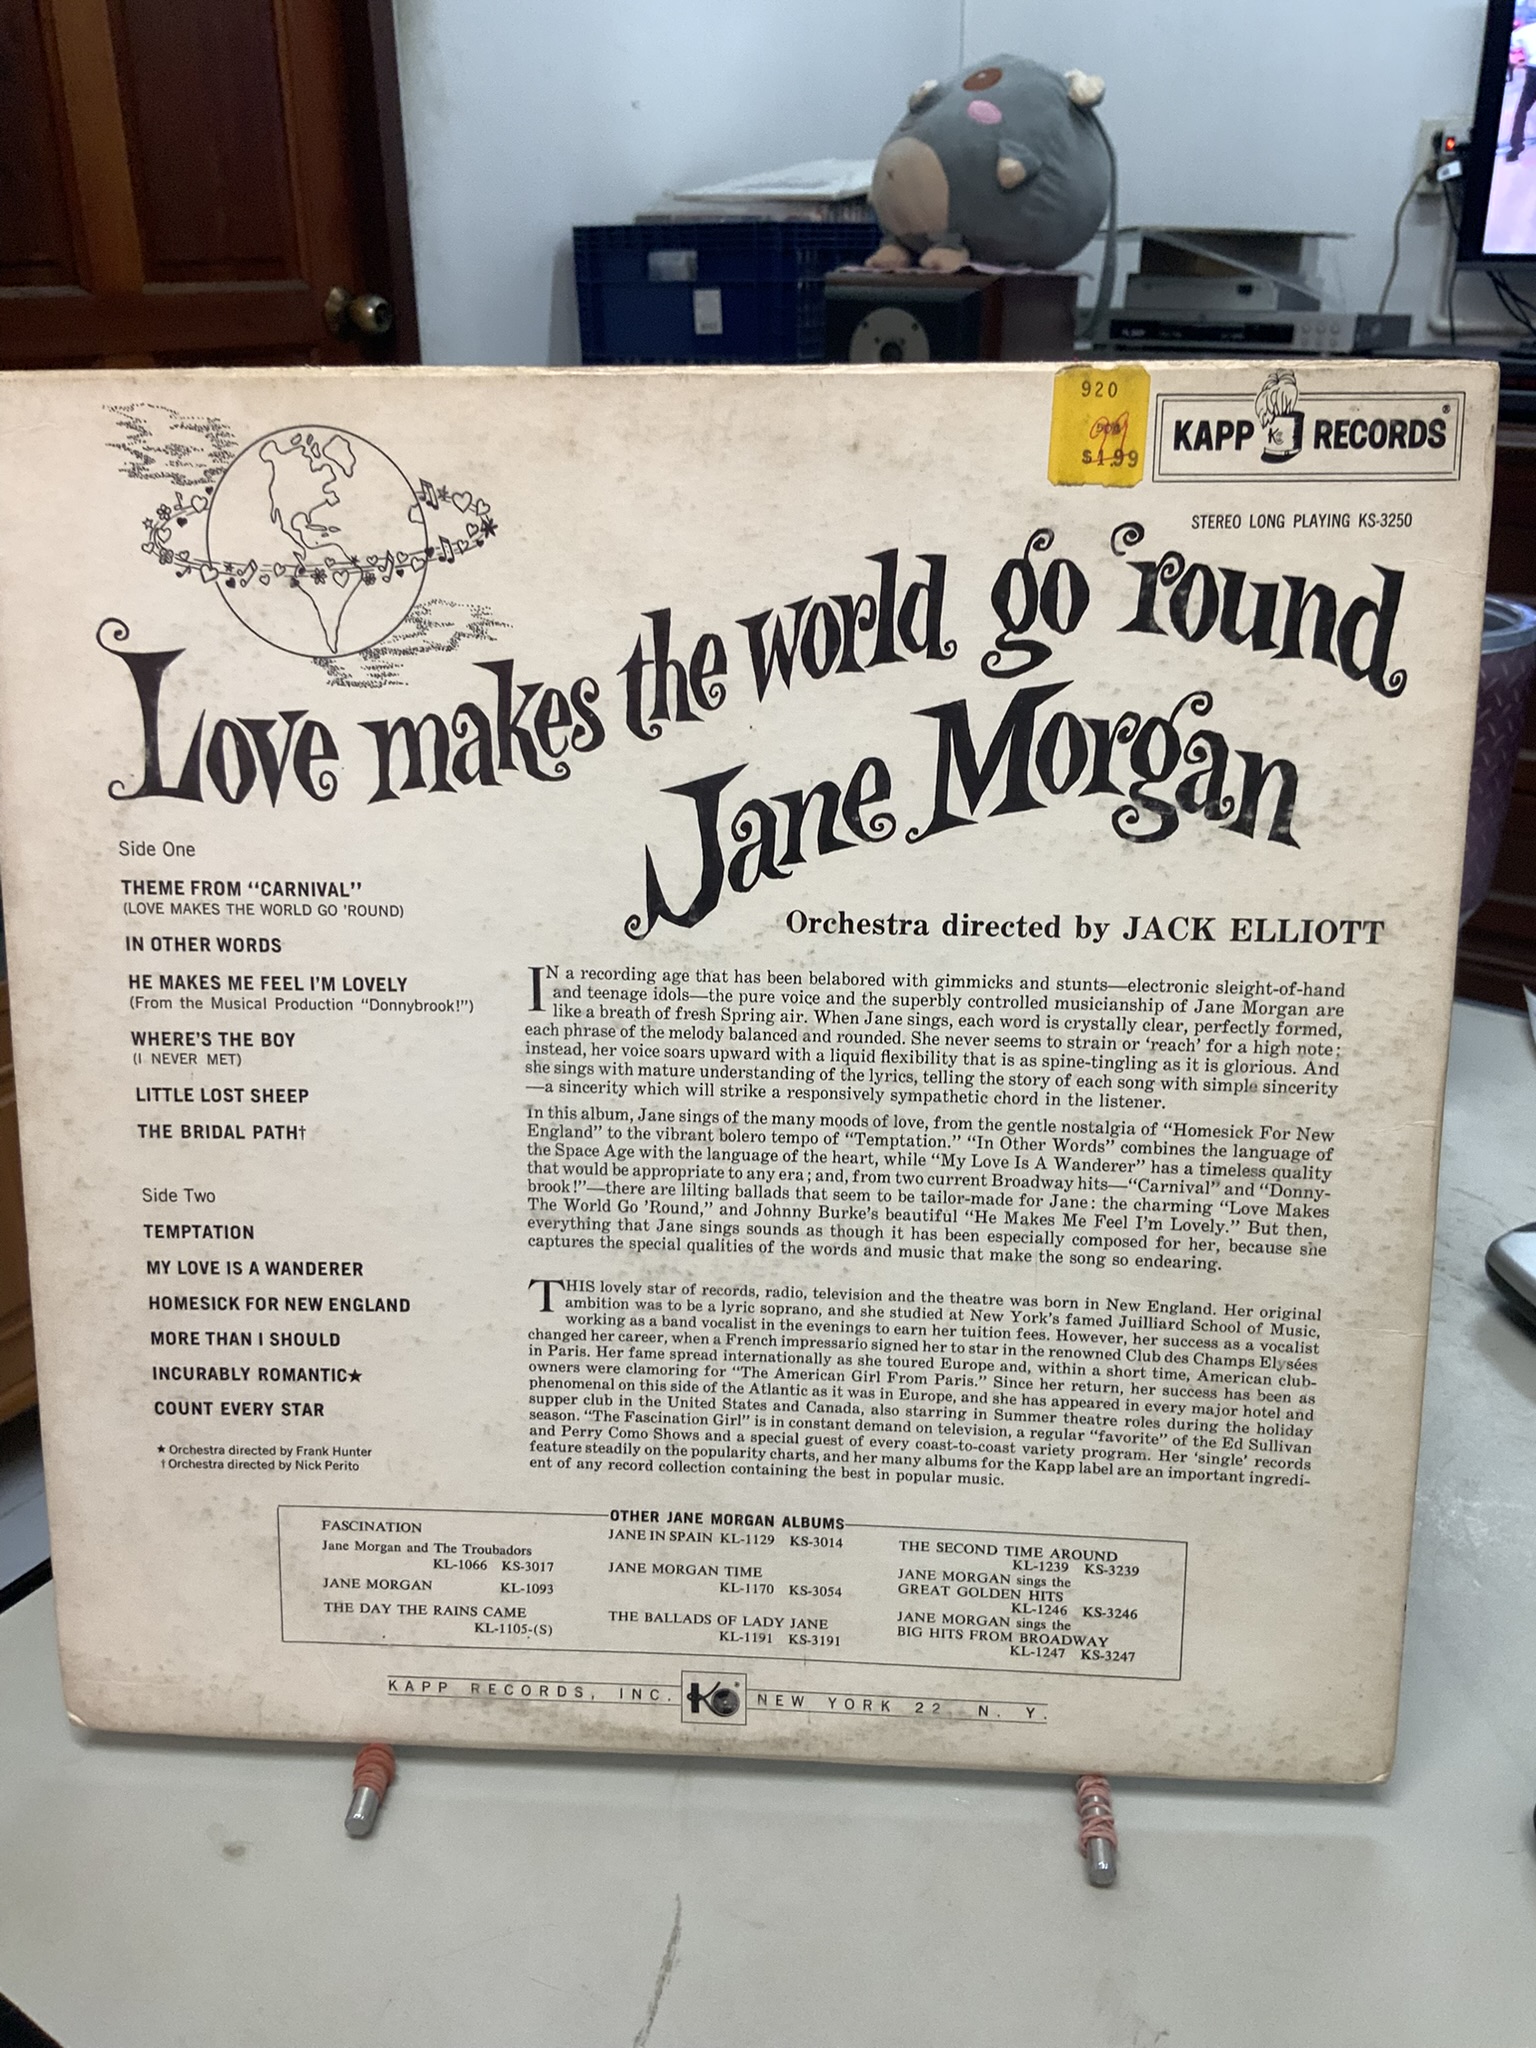 920
99
$1.99
KAPP RECORDS®
STEREO LONG PLAYING KS-3250
Love makes the world go 'round
Jane Morgan
Orchestra directed by JACK ELLIOTT
Side One
THEME FROM "CARNIVAL"
(LOVE MAKES THE WORLD GO 'ROUND)
IN OTHER WORDS
HE MAKES ME FEEL I'M LOVELY
(From the Musical Production "Donnybrook!")
WHERE'S THE BOY
(I NEVER MET)
LITTLE LOST SHEEP
THE BRIDAL PATH†
Side Two
TEMPTATION
MY LOVE IS A WANDERER
HOMESICK FOR NEW ENGLAND
MORE THAN I SHOULD
INCURABLY ROMANTIC★
COUNT EVERY STAR
★ Orchestra directed by Frank Hunter
† Orchestra directed by Nick Perito
IN a recording age that has been belabored with gimmicks and stunts—electronic sleight-of-hand
and teenage idols—the pure voice and the superbly controlled musicianship of Jane Morgan are
like a breath of fresh Spring air. When Jane sings, each word is crystally clear, perfectly formed,
each phrase of the melody balanced and rounded. She never seems to strain or 'reach' for a high note;
instead, her voice soars upward with a liquid flexibility that is as spine-tingling as it is glorious. And
she sings with mature understanding of the lyrics, telling the story of each song with simple sincerity
—a sincerity which will strike a responsively sympathetic chord in the listener.
In this album, Jane sings of the many moods of love, from the gentle nostalgia of "Homesick For New
England" to the vibrant bolero tempo of "Temptation." "In Other Words" combines the language of
the Space Age with the language of the heart, while "My Love Is A Wanderer" has a timeless quality
that would be appropriate to any era; and, from two current Broadway hits—"Carnival" and "Donny-
brook!"—there are lilting ballads that seem to be tailor-made for Jane: the charming "Love Makes
The World Go 'Round," and Johnny Burke's beautiful "He Makes Me Feel I'm Lovely." But then,
everything that Jane sings sounds as though it has been especially composed for her, because she
captures the special qualities of the words and music that make the song so endearing.
THIS lovely star of records, radio, television and the theatre was born in New England. Her original
ambition was to be a lyric soprano, and she studied at New York's famed Juilliard School of Music,
working as a band vocalist in the evenings to earn her tuition fees. However, her success as a vocalist
changed her career, when a French impressario signed her to star in the renowned Club des Champs Elysées
in Paris. Her fame spread internationally as she toured Europe and, within a short time, American club-
owners were clamoring for "The American Girl From Paris." Since her return, her success has been as
phenomenal on this side of the Atlantic as it was in Europe, and she has appeared in every major hotel and
supper club in the United States and Canada, also starring in Summer theatre roles during the holiday
season. "The Fascination Girl" is in constant demand on television, a regular "favorite" of the Ed Sullivan
and Perry Como Shows and a special guest of every coast-to-coast variety program. Her 'single' records
feature steadily on the popularity charts, and her many albums for the Kapp label are an important ingredi-
ent of any record collection containing the best in popular music.
OTHER JANE MORGAN ALBUMS
FASCINATION
Jane Morgan and The Troubadors
KL-1066 KS-3017
JANE MORGAN KL-1093
THE DAY THE RAINS CAME
KL-1105-(S)
JANE IN SPAIN KL-1129 KS-3014
JANE MORGAN TIME
KL-1170 KS-3054
THE BALLADS OF LADY JANE
KL-1191 KS-3191
THE SECOND TIME AROUND
KL-1239 KS-3239
JANE MORGAN sings the
GREAT GOLDEN HITS
KL-1246 KS-3246
JANE MORGAN sings the
BIG HITS FROM BROADWAY
KL-1247 KS-3247
KAPP RECORDS, INC. K NEW YORK 22 N. Y.